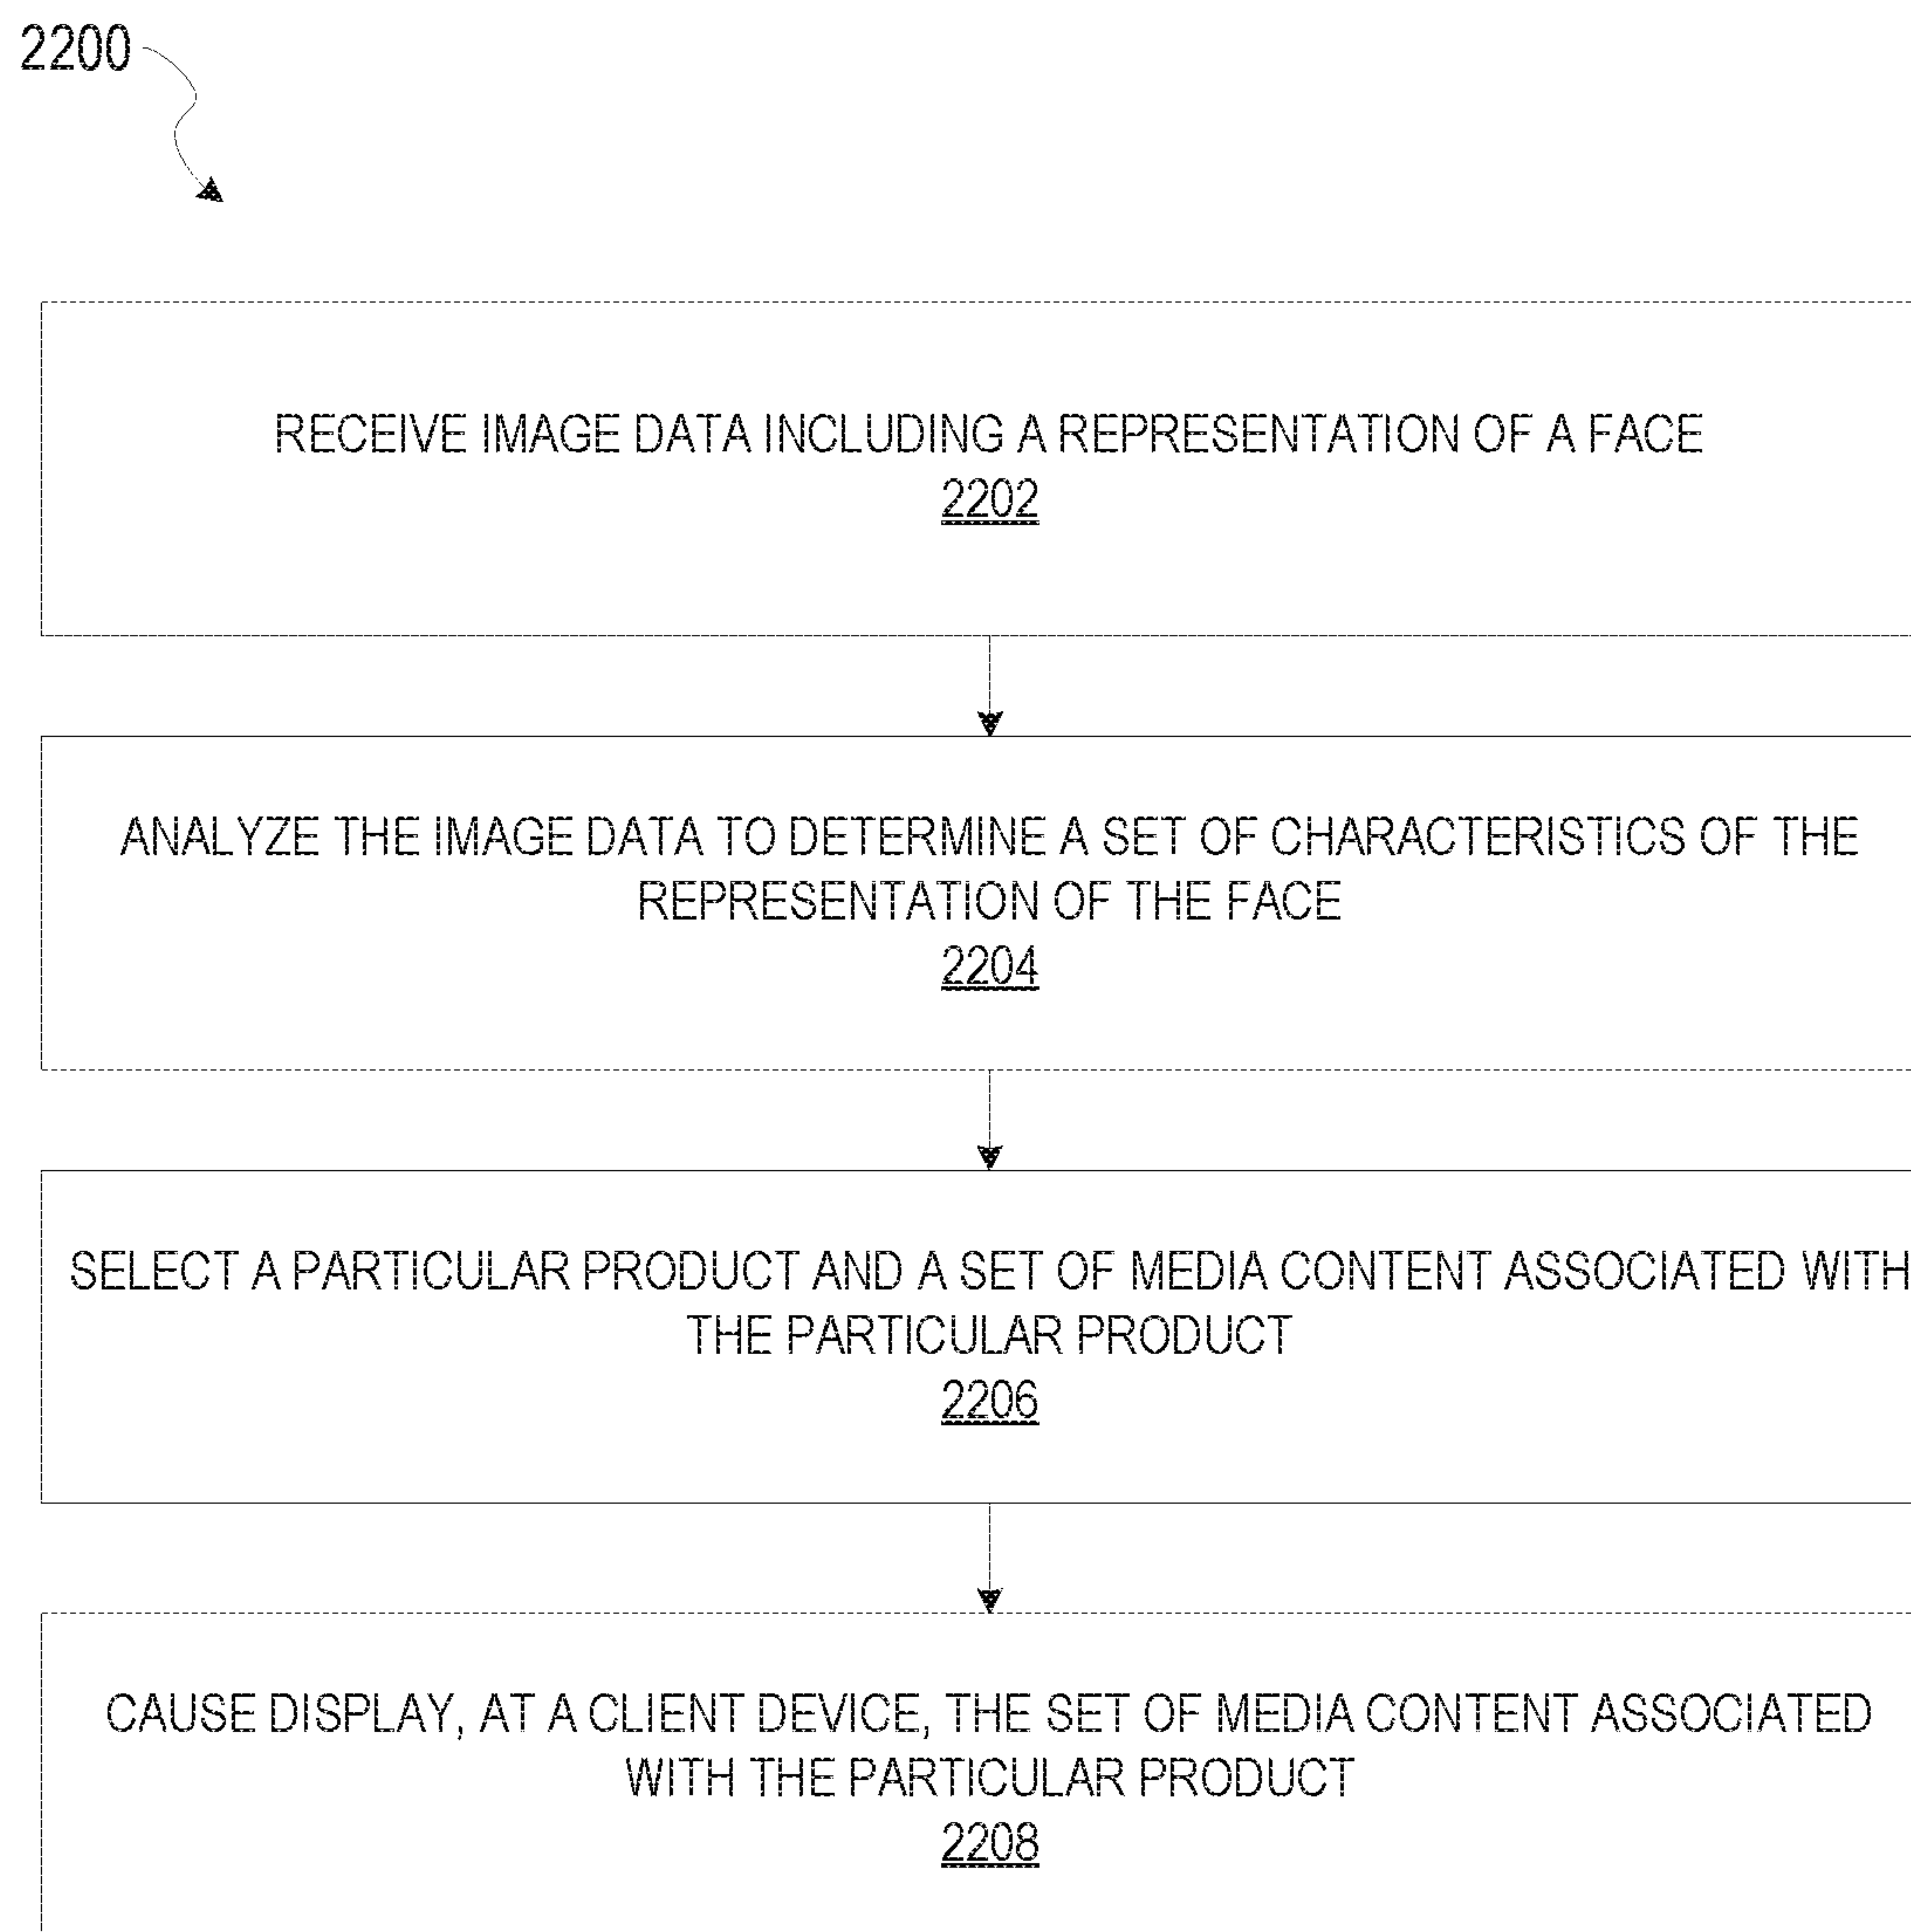 2200
RECEIVE IMAGE DATA INCLUDING A REPRESENTATION OF A FACE
2202
ANALYZE THE IMAGE DATA TO DETERMINE A SET OF CHARACTERISTICS OF THE
REPRESENTATION OF THE FACE
2204
SELECT A PARTICULAR PRODUCT AND A SET OF MEDIA CONTENT ASSOCIATED WITH
THE PARTICULAR PRODUCT
2206
CAUSE DISPLAY, AT A CLIENT DEVICE, THE SET OF MEDIA CONTENT ASSOCIATED
WITH THE PARTICULAR PRODUCT
2208